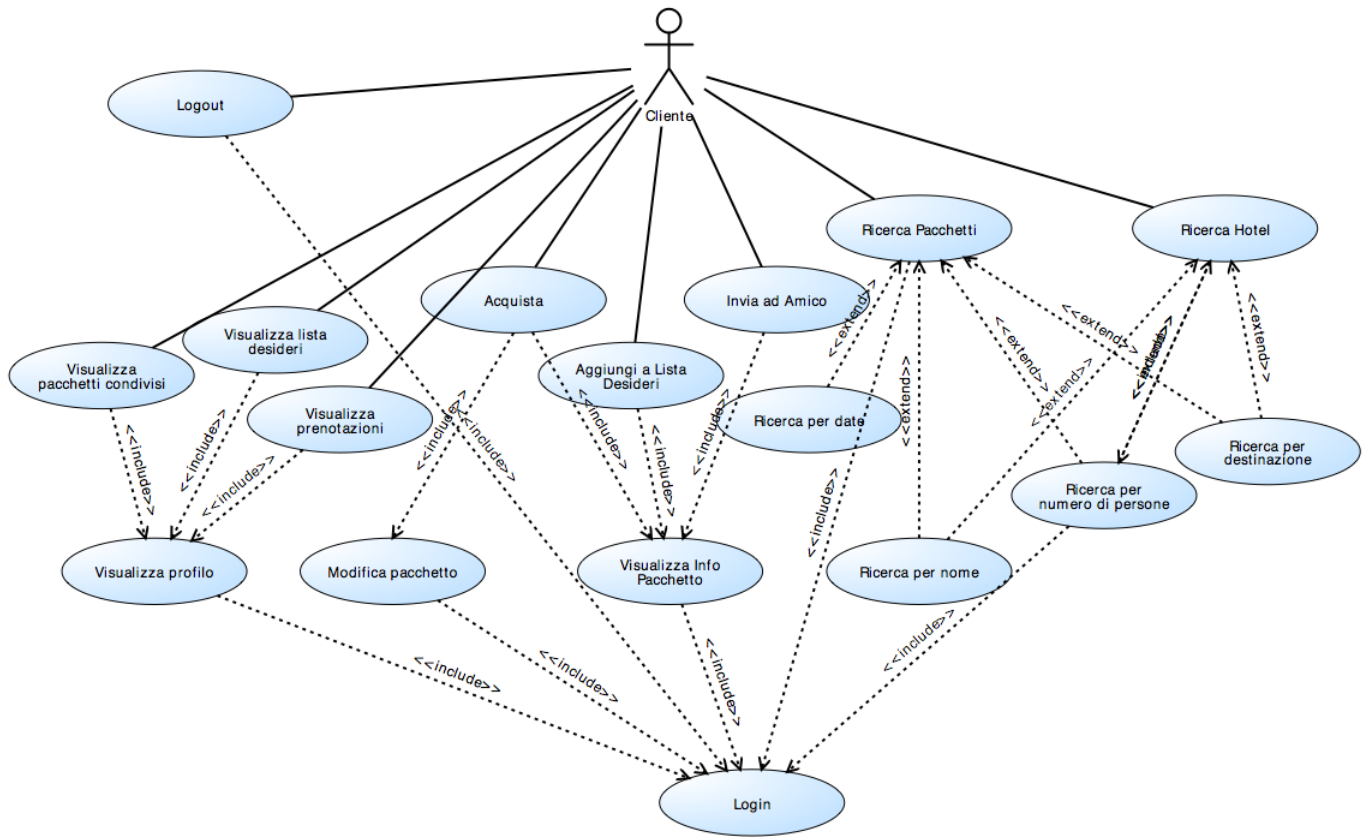 Cliente
Logout
Ricerca Pacchetti
Ricerca Hotel
Acquista
Invia ad Amico
Visualizza lista
desideri
Visualizza
pacchetti condivisi
Aggiungi a Lista
Desideri
Visualizza
prenotazioni
Ricerca per date
Ricerca per
destinazione
Ricerca per
numero di persone
Visualizza profilo
Modifica pacchetto
Visualizza Info
Pacchetto
Ricerca per nome
Login
<<extend>>
<<extend>>
<<extend>>
<<extend>>
<<extend>>
<<extend>>
<<include>>
<<include>>
<<include>>
<<include>>
<<include>>
<<include>>
<<include>>
<<include>>
<<include>>
<<include>>
<<include>>
<<include>>
<<include>>
<<include>>